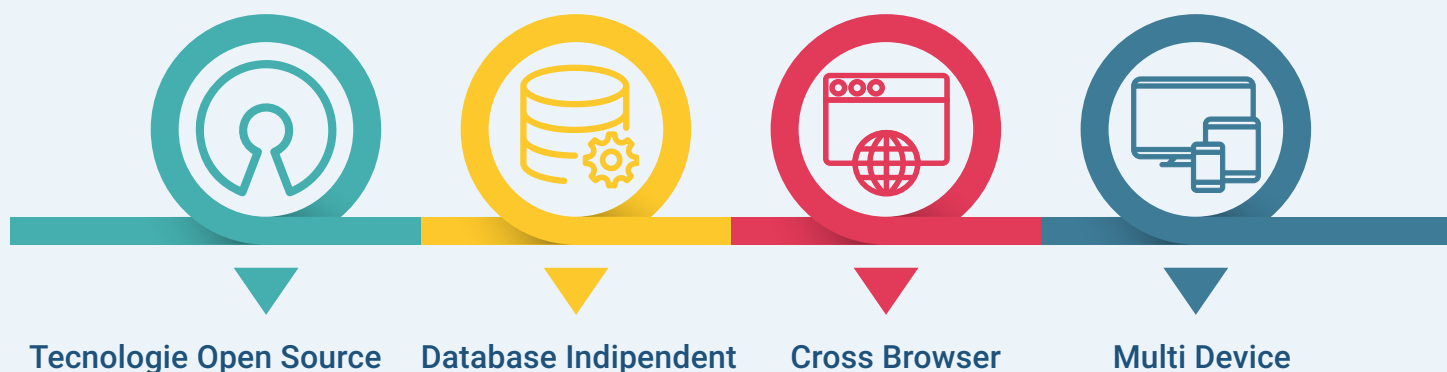 Tecnologie Open Source
Database Indipendent
Cross Browser
Multi Device